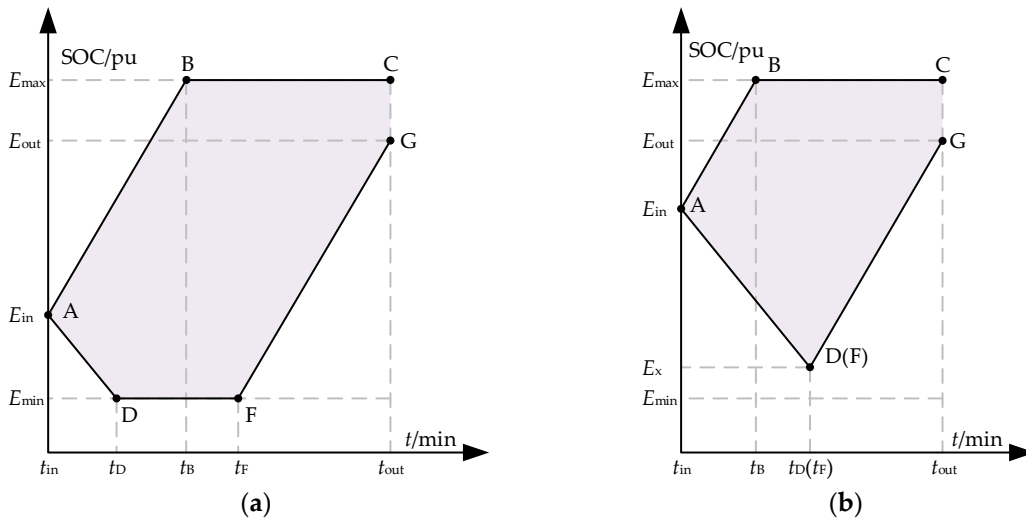 SOC/pu
B
C
Emax
Eout
G
Ein
A
Emin
D
F
t/min
tin
tD
tB
tF
tout
(a)
SOC/pu
B
C
Emax
Eout
G
Ein
A
D(F)
Ex
Emin
t/min
tin
tB
tD(tF)
tout
(b)